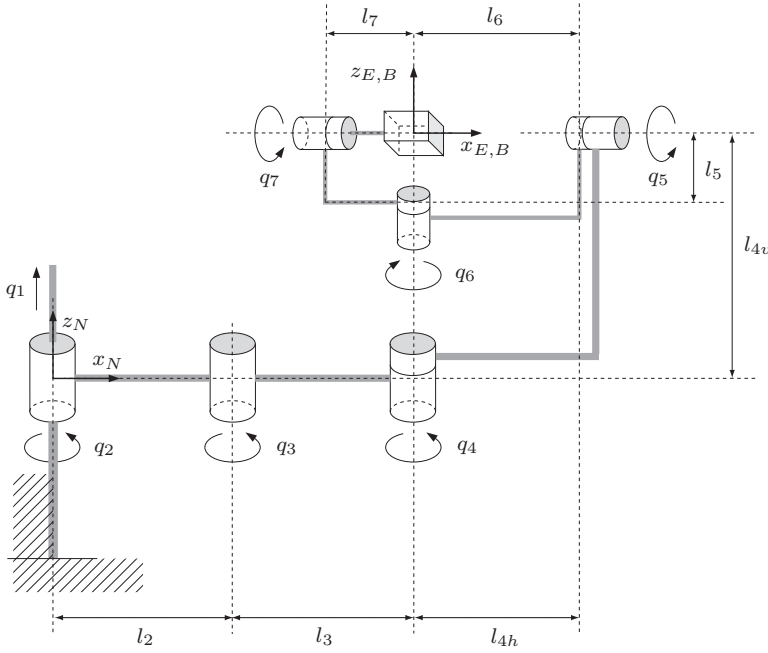 l7 l6
zE,B
xE,B
q7 q5 l5
l4v
q6
q1
zN
xN
q2 q3 q4
l2 l3 l4h